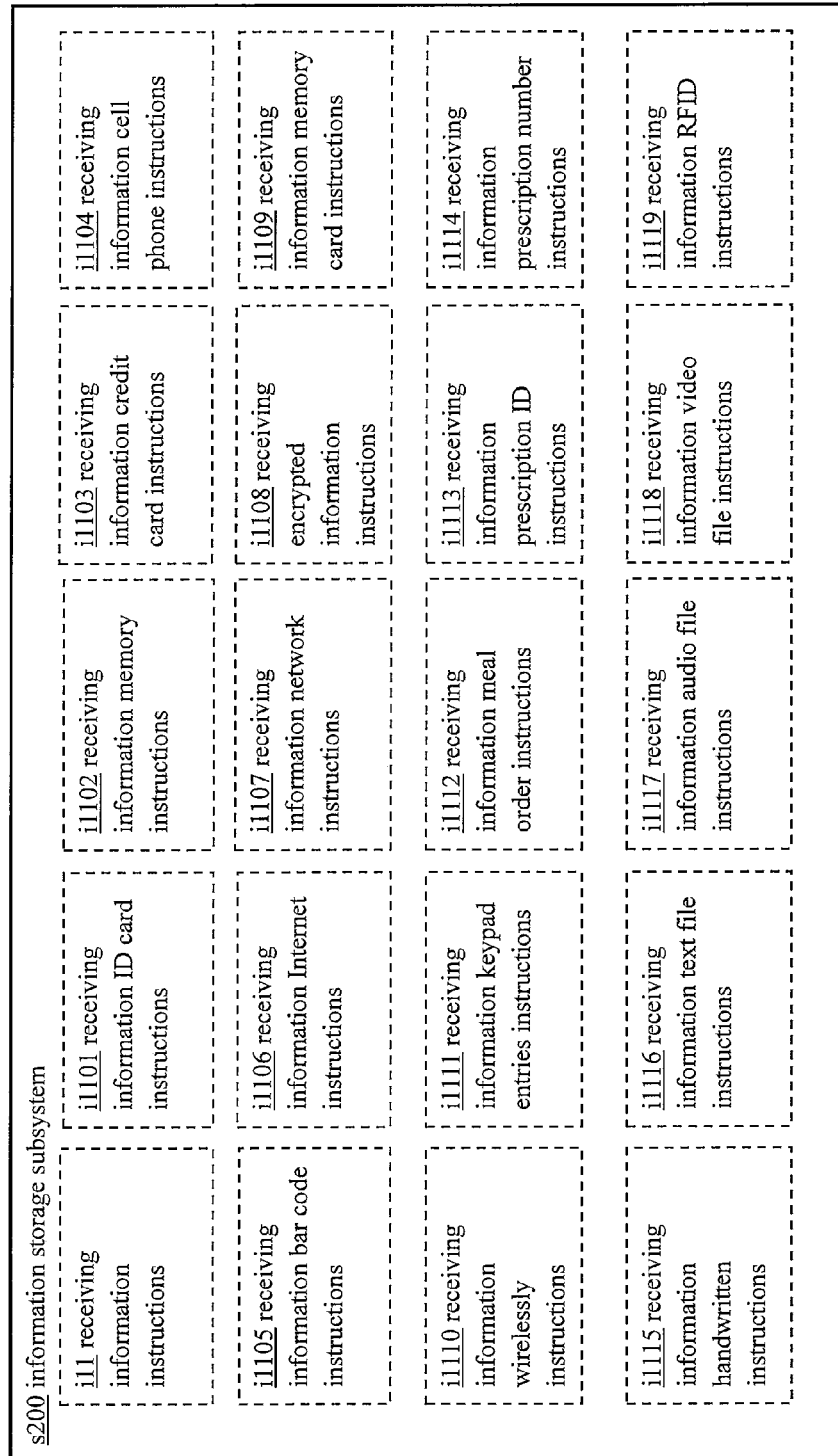 s200 information storage subsystem
i11 receiving
information
instructions
i1101 receiving
information ID card
instructions
i1102 receiving
information memory
instructions
i1103 receiving
information credit
card instructions
i1104 receiving
information cell
phone instructions
i1105 receiving
information bar code
instructions
i1106 receiving
information Internet
instructions
i1107 receiving
information network
instructions
i1108 receiving
encrypted
information
instructions
i1109 receiving
information memory
card instructions
i1110 receiving
information
wirelessly
instructions
i1111 receiving
information keypad
entries instructions
i1112 receiving
information meal
order instructions
i1113 receiving
information
prescription ID
instructions
i1114 receiving
information
prescription number
instructions
i1115 receiving
information
handwritten
instructions
i1116 receiving
information text file
instructions
i1117 receiving
information audio file
instructions
i1118 receiving
information video
file instructions
i1119 receiving
information RFID
instructions